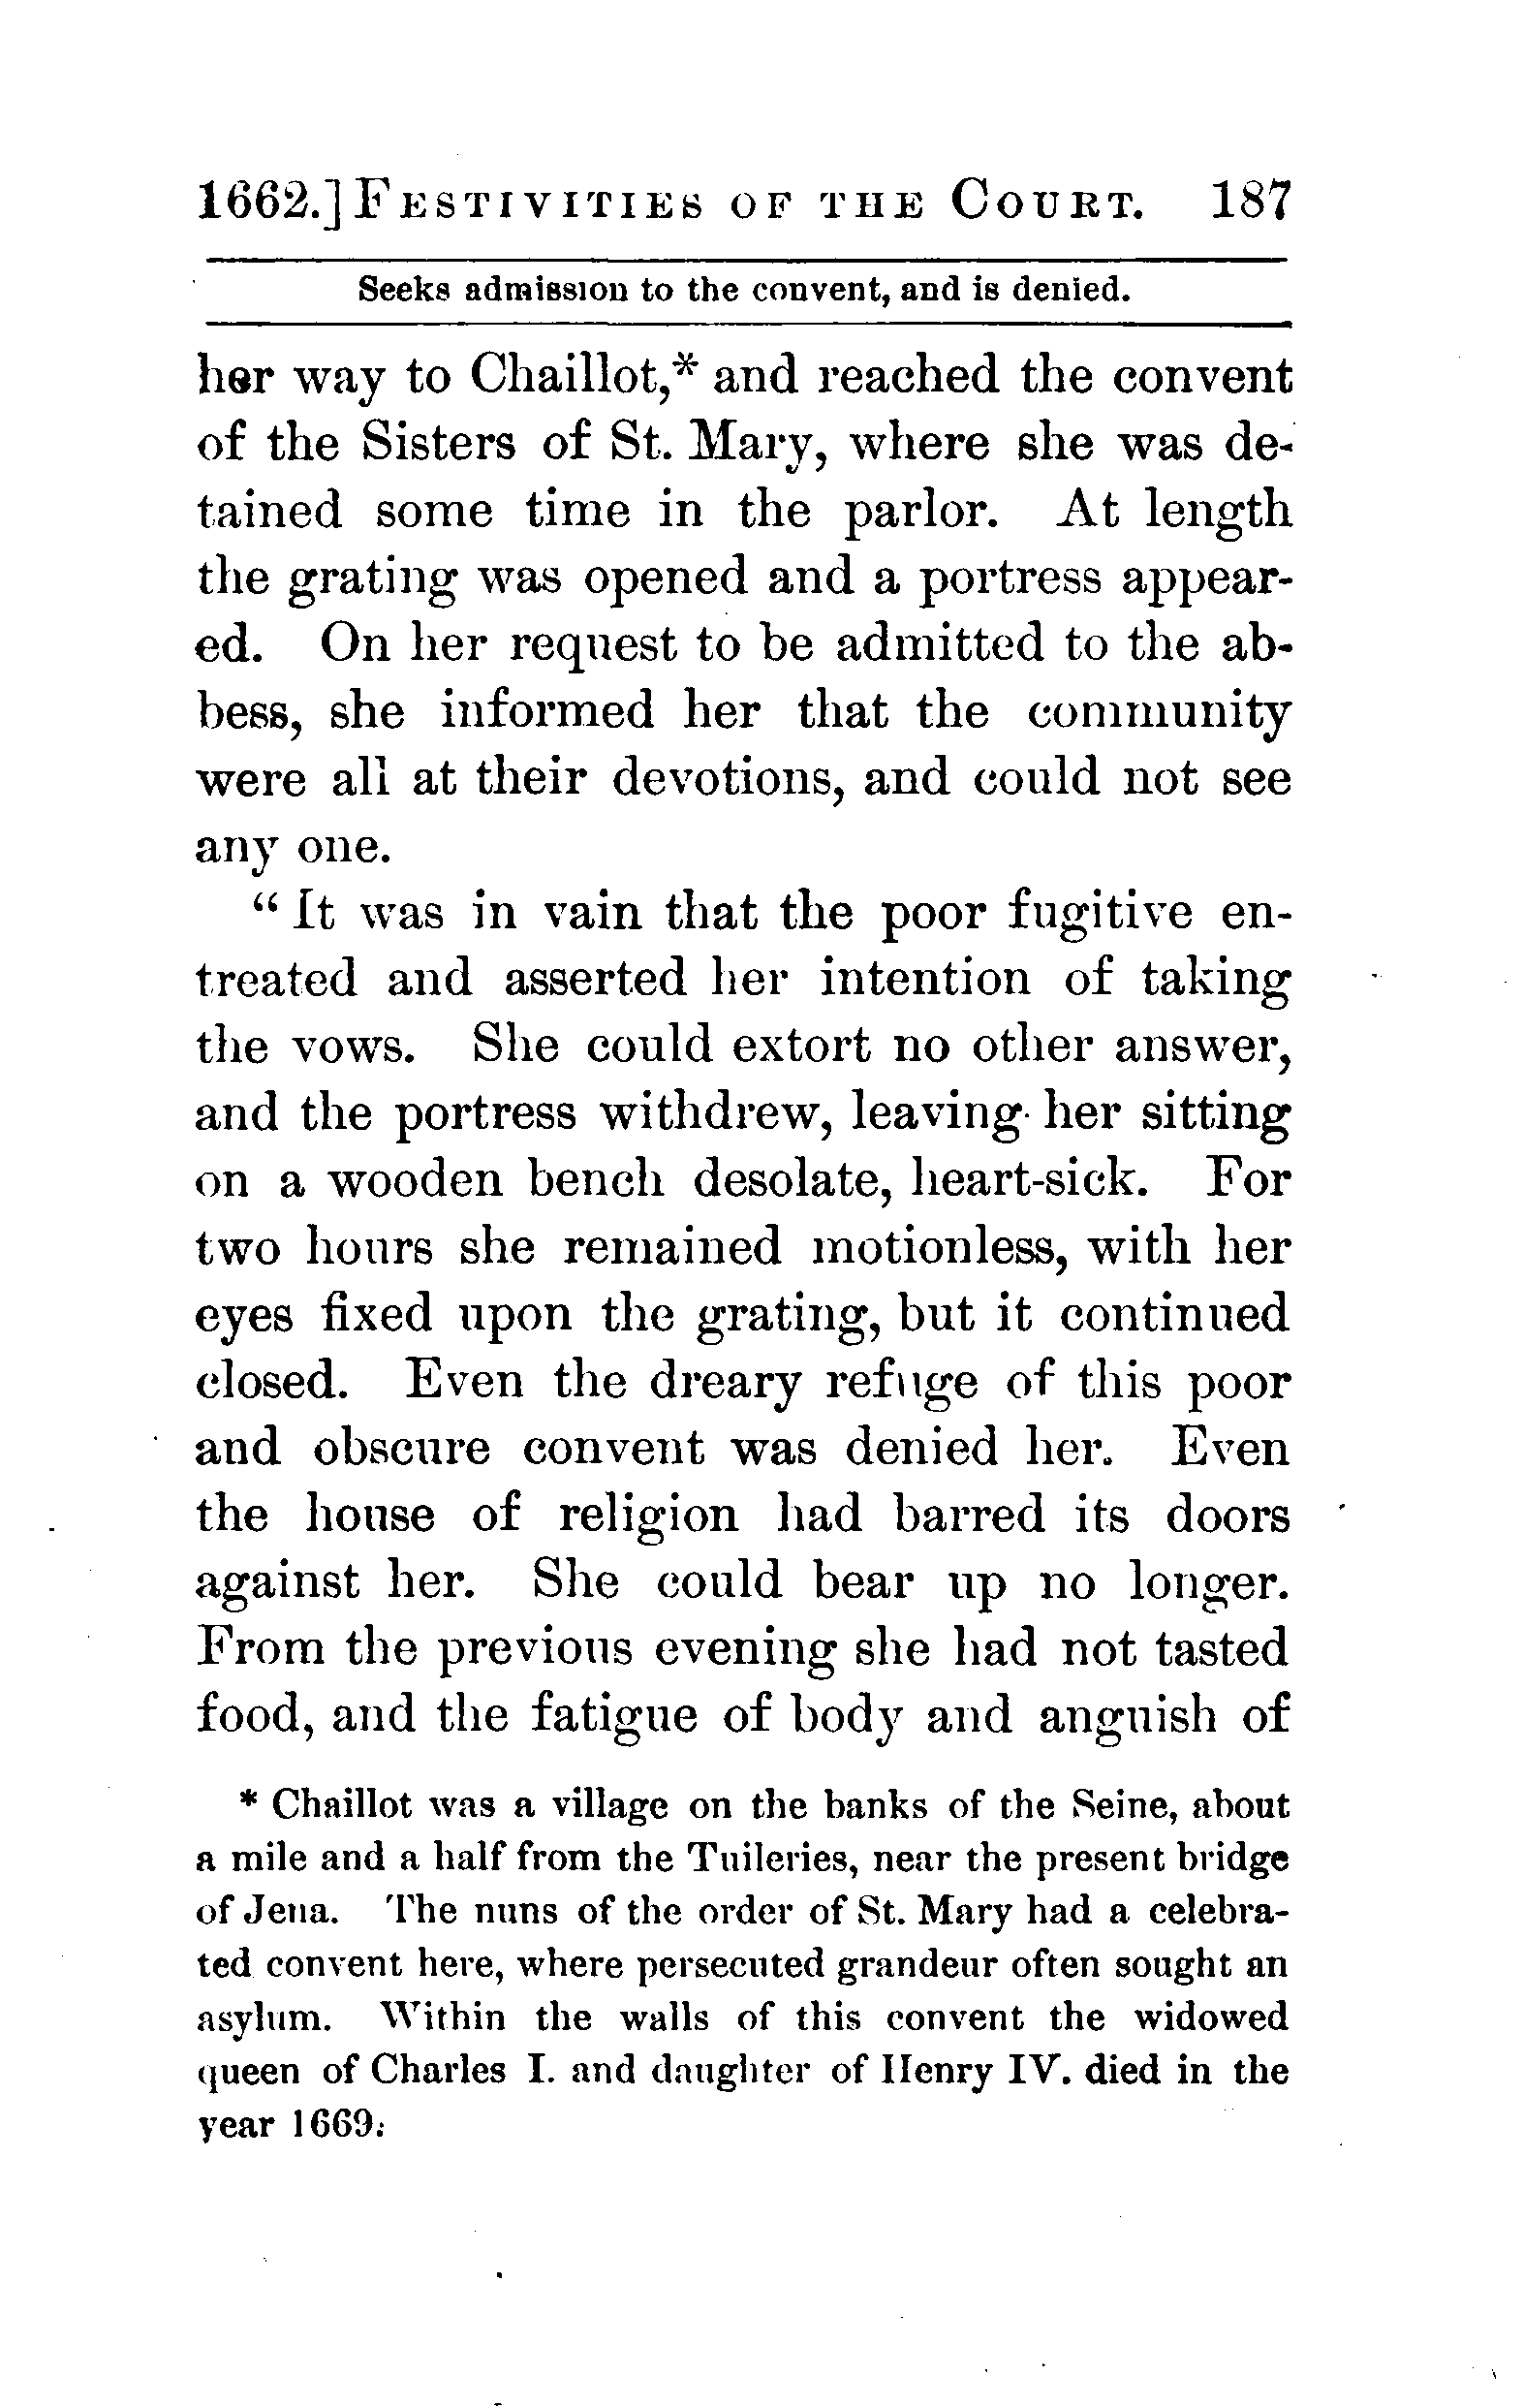 1662.] FESTIVITIES OF THE COURT. 187
Seeks admission to the convent, and is denied.
her way to Chaillot,* and reached the convent
of the Sisters of St. Mary, where she was de-
tained some time in the parlor. At length
the grating was opened and a portress appear-
ed. On her request to be admitted to the ab-
bess, she informed her that the community
were all at their devotions, and could not see
any one.
“It was in vain that the poor fugitive en-
treated and asserted her intention of taking
the vows. She could extort no other answer,
and the portress withdrew, leaving her sitting
on a wooden bench desolate, heart-sick. For
two hours she remained motionless, with her
eyes fixed upon the grating, but it continued
closed. Even the dreary refuge of this poor
and obscure convent was denied her. Even
the house of religion had barred its doors
against her. She could bear up no longer.
From the previous evening she had not tasted
food, and the fatigue of body and anguish of
* Chaillot was a village on the banks of the Seine, about
a mile and a half from the Tuileries, near the present bridge
of Jena. The nuns of the order of St. Mary had a celebra-
ted convent here, where persecuted grandeur often sought an
asylum. Within the walls of this convent the widowed
queen of Charles I. and daughter of Henry IV. died in the
year 1669.